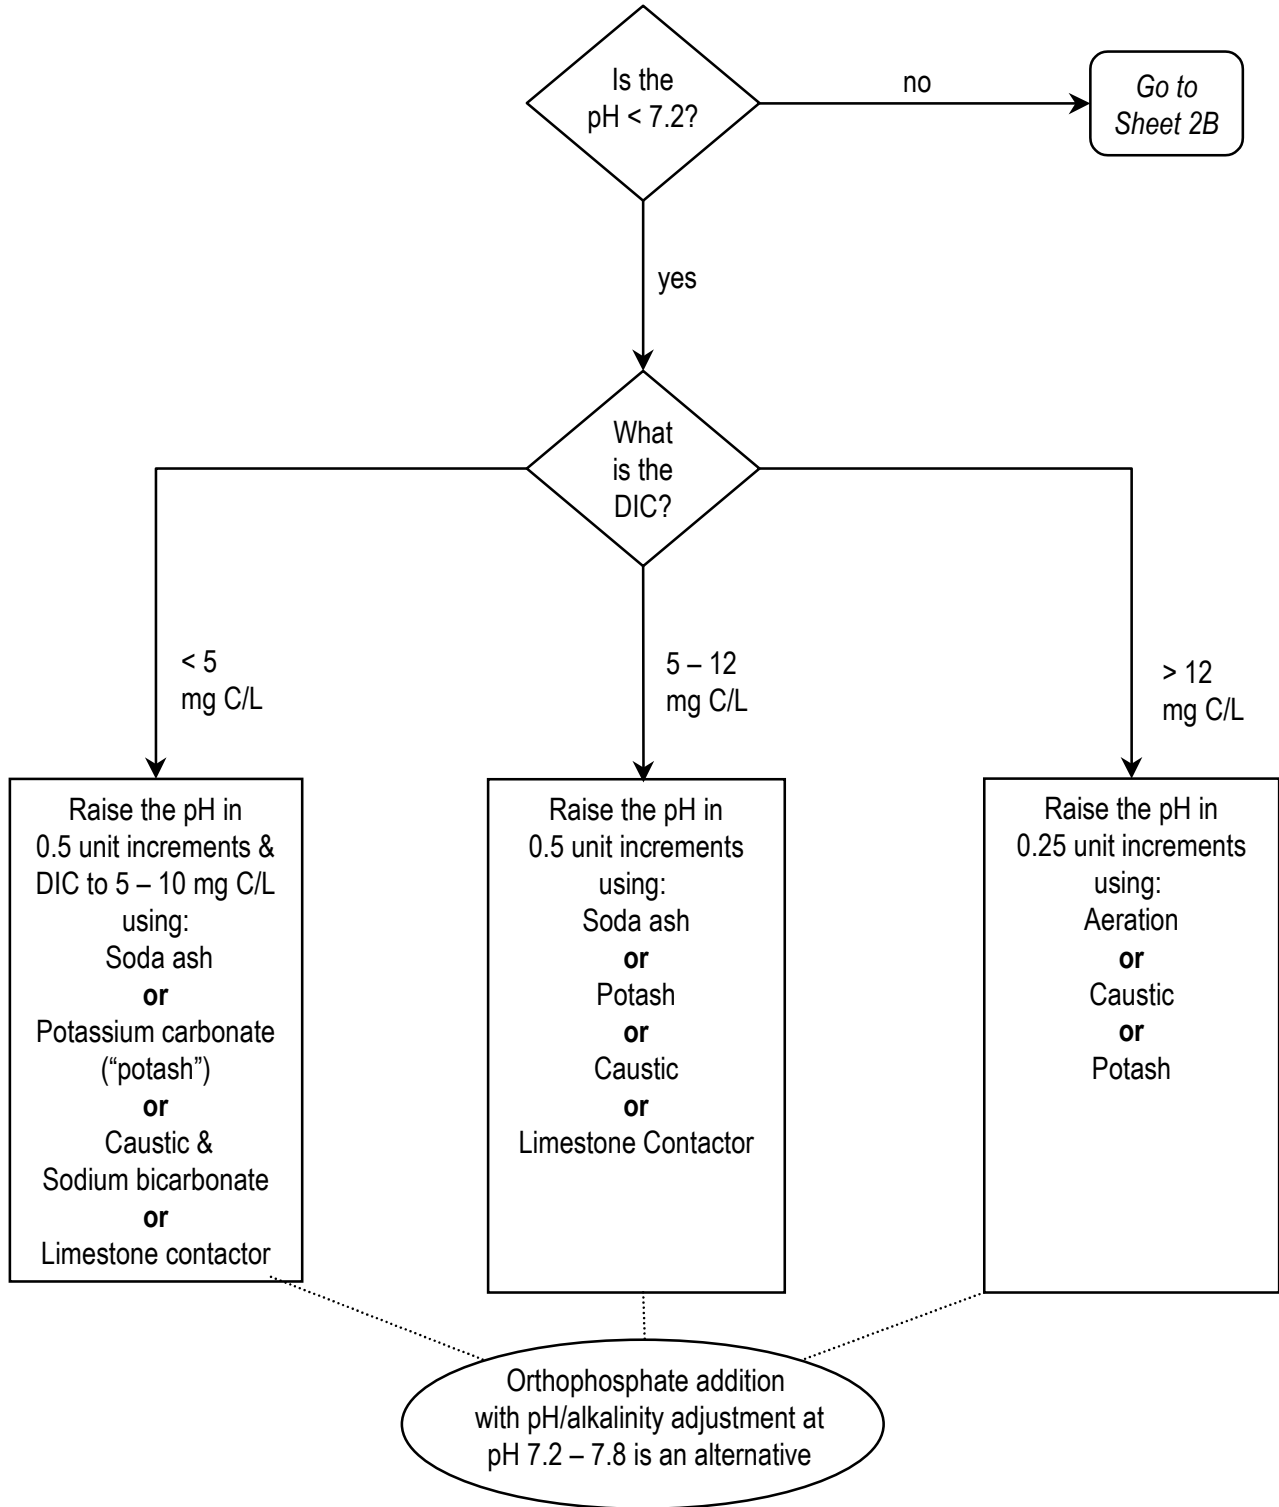 Is the
pH < 7.2?
no
Go to
Sheet 2B
yes
What
is the
DIC?
< 5
mg C/L
5 – 12
mg C/L
> 12
mg C/L
Raise the pH in
0.5 unit increments &
DIC to 5 – 10 mg C/L
using:
Soda ash
or
Potassium carbonate
(“potash”)
or
Caustic &
Sodium bicarbonate
or
Limestone contactor
Raise the pH in
0.5 unit increments
using:
Soda ash
or
Potash
or
Caustic
or
Limestone Contactor
Raise the pH in
0.25 unit increments
using:
Aeration
or
Caustic
or
Potash
Orthophosphate addition
with pH/alkalinity adjustment at
pH 7.2 – 7.8 is an alternative